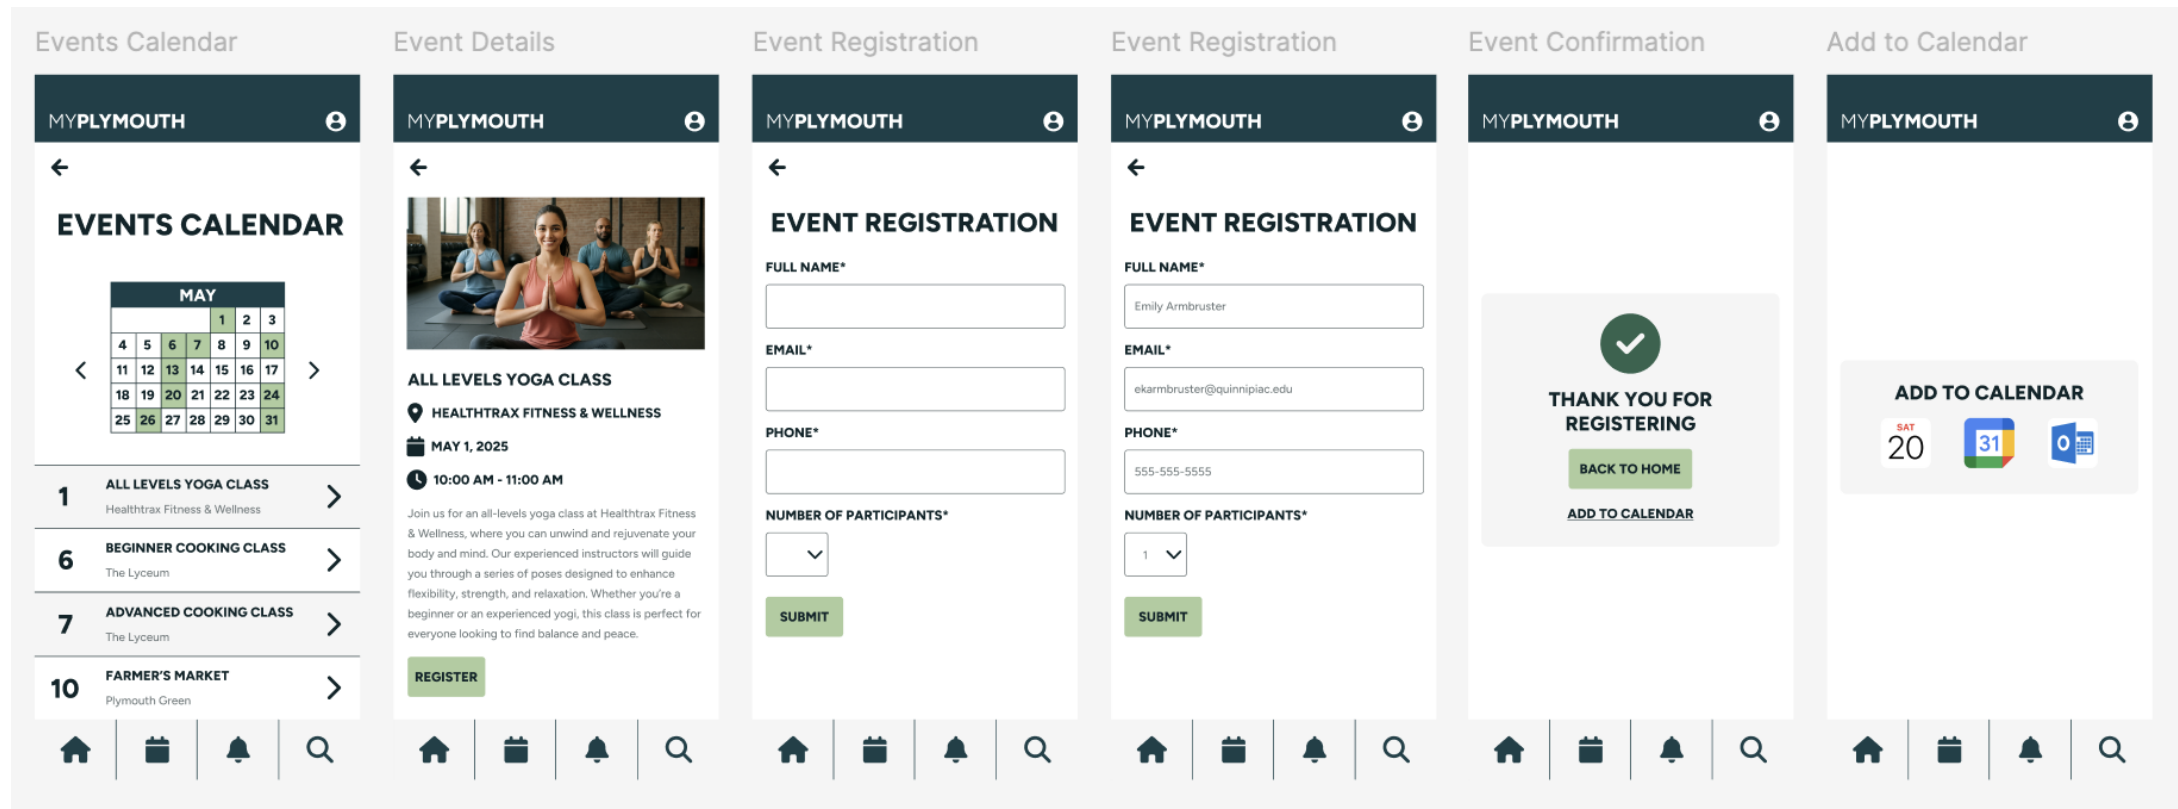 Events Calendar
MYPLYMOUTH
EVENTS CALENDAR
MAY
1 2 3
4 5 6 7 8 9 10
11 12 13 14 15 16 17
18 19 20 21 22 23 24
25 26 27 28 29 30 31
1
ALL LEVELS YOGA CLASS
Healthtrax Fitness & Wellness
6
BEGINNER COOKING CLASS
The Lyceum
7
ADVANCED COOKING CLASS
The Lyceum
10
FARMER'S MARKET
Plymouth Green
Event Details
MYPLYMOUTH
ALL LEVELS YOGA CLASS
HEALTHTRAX FITNESS & WELLNESS
MAY 1, 2025
10:00 AM - 11:00 AM
Join us for an all-levels yoga class at Healthtrax Fitness
& Wellness, where you can unwind and rejuvenate your
body and mind. Our experienced instructors will guide
you through a series of poses designed to enhance
flexibility, strength, and relaxation. Whether you're a
beginner or an experienced yogi, this class is perfect for
everyone looking to find balance and peace.
REGISTER
Event Registration
MYPLYMOUTH
EVENT REGISTRATION
FULL NAME*
EMAIL*
PHONE*
NUMBER OF PARTICIPANTS*
SUBMIT
Event Registration
MYPLYMOUTH
EVENT REGISTRATION
FULL NAME*
Emily Armbruster
EMAIL*
ekarmbruster@quinnipiac.edu
PHONE*
555-555-5555
NUMBER OF PARTICIPANTS*
1
SUBMIT
Event Confirmation
MYPLYMOUTH
THANK YOU FOR
REGISTERING
BACK TO HOME
ADD TO CALENDAR
Add to Calendar
MYPLYMOUTH
ADD TO CALENDAR
SAT
20
31
O